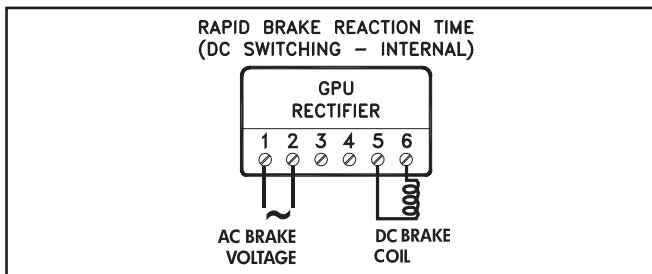 RAPID BRAKE REACTION TIME
(DC SWITCHING – INTERNAL)
GPU
RECTIFIER
1 2 3 4 5 6
AC BRAKE
VOLTAGE
DC BRAKE
COIL